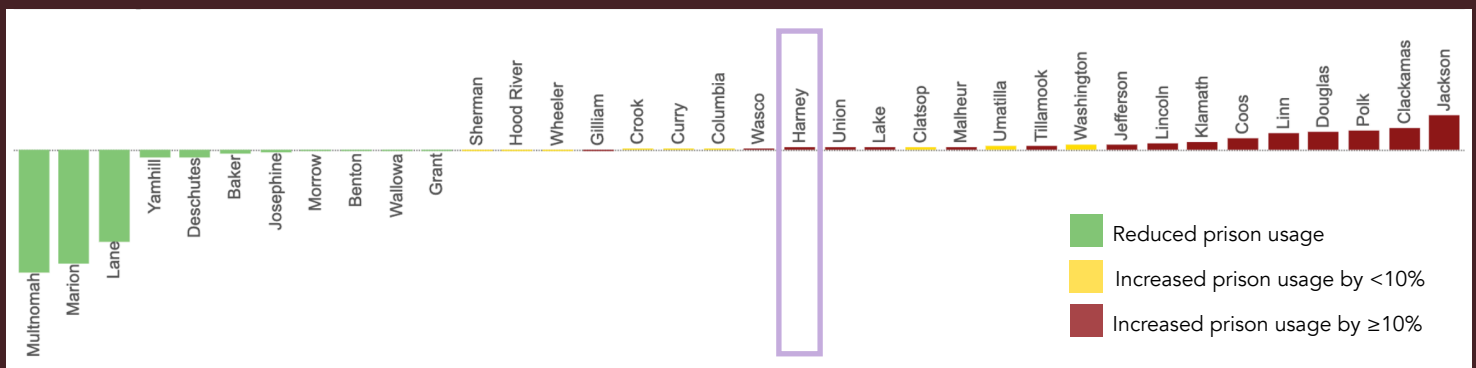 Multnomah
Marion
Lane
Yamhill
Deschutes
Baker
Josephine
Morrow
Benton
Wallowa
Grant
Sherman
Hood River
Wheeler
Gilliam
Crook
Curry
Columbia
Wasco
Harney
Union
Lake
Clatsop
Malheur
Umatilla
Tillamook
Washington
Jefferson
Lincoln
Klamath
Coos
Linn
Douglas
Polk
Clackamas
Jackson
Reduced prison usage
Increased prison usage by <10%
Increased prison usage by ≥10%